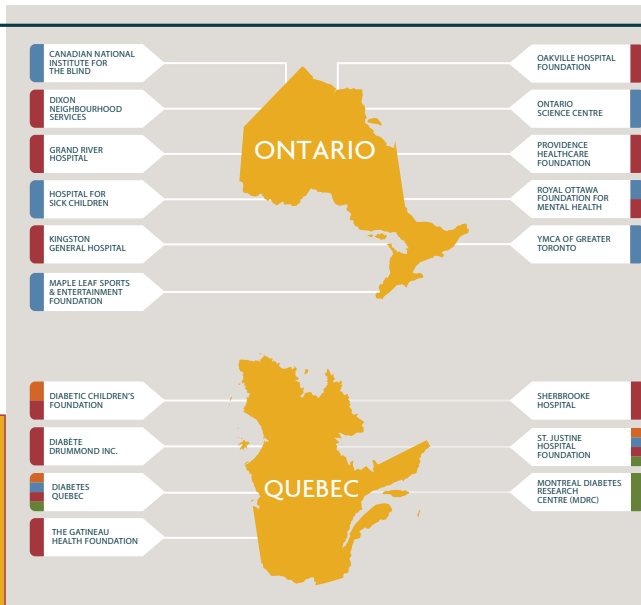 CANADIAN NATIONAL
INSTITUTE FOR
THE BLIND
DIXON
NEIGHBOURHOOD
SERVICES
GRAND RIVER
HOSPITAL
HOSPITAL FOR
SICK CHILDREN
KINGSTON
GENERAL HOSPITAL
MAPLE LEAF SPORTS
& ENTERTAINMENT
FOUNDATION
ONTARIO
OAKVILLE HOSPITAL
FOUNDATION
ONTARIO
SCIENCE CENTRE
PROVIDENCE
HEALTHCARE
FOUNDATION
ROYAL OTTAWA
FOUNDATION FOR
MENTAL HEALTH
YMCA OF GREATER
TORONTO
DIABETIC CHILDREN'S
FOUNDATION
DIABÈTE
DRUMMOND INC.
DIABETES
QUEBEC
THE GATINEAU
HEALTH FOUNDATION
QUEBEC
SHERBROOKE
HOSPITAL
ST. JUSTINE
HOSPITAL
FOUNDATION
MONTREAL DIABETES
RESEARCH
CENTRE (MDRC)